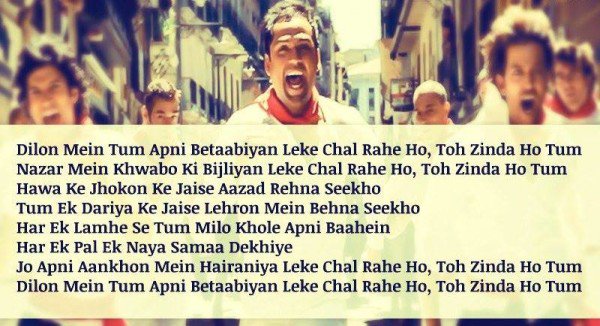 Dilon Mein Tum Apni Betaabiyan Leke Chal Rahe Ho, Toh Zinda Ho Tum
Nazar Mein Khwabo Ki Bijliyan Leke Chal Rahe Ho, Toh Zinda Ho Tum
Hawa Ke Jhokon Ke Jaise Aazad Rehna Seekho
Tum Ek Dariya Ke Jaise Lehron Mein Behna Seekho
Har Ek Lamhe Se Tum Milo Khole Apni Baahein
Har Ek Pal Ek Naya Samaa Dekhiye
Jo Apni Aankhon Mein Hairaniya Leke Chal Rahe Ho, Toh Zinda Ho Tum
Dilon Mein Tum Apni Betaabiyan Leke Chal Rahe Ho, Toh Zinda Ho Tum